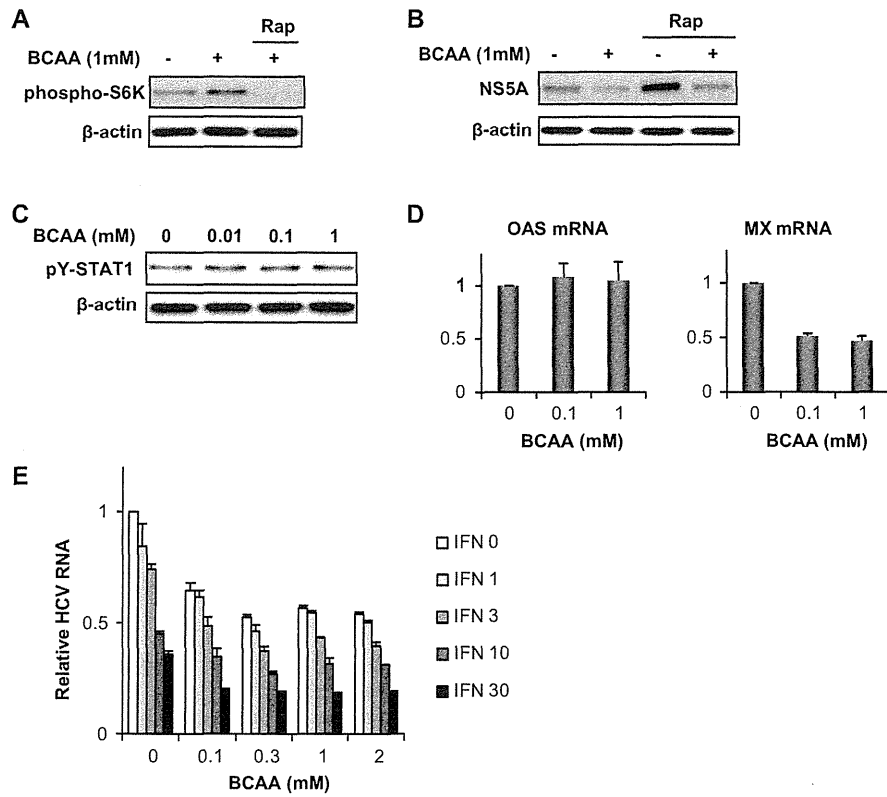 A
Rap
BCAA (1mM) - + +
phospho-S6K
β-actin
B
Rap
BCAA (1mM) - + - +
NS5A
β-actin
C
BCAA (mM) 0 0.01 0.1 1
pY-STAT1
β-actin
D
OAS mRNA
1
0.5
0
0 0.1 1
BCAA (mM)
MX mRNA
1
0.5
0
0 0.1 1
BCAA (mM)
E
Relative HCV RNA
1
0.5
0
0 0.1 0.3 1 2
BCAA (mM)
IFN 0
IFN 1
IFN 3
IFN 10
IFN 30